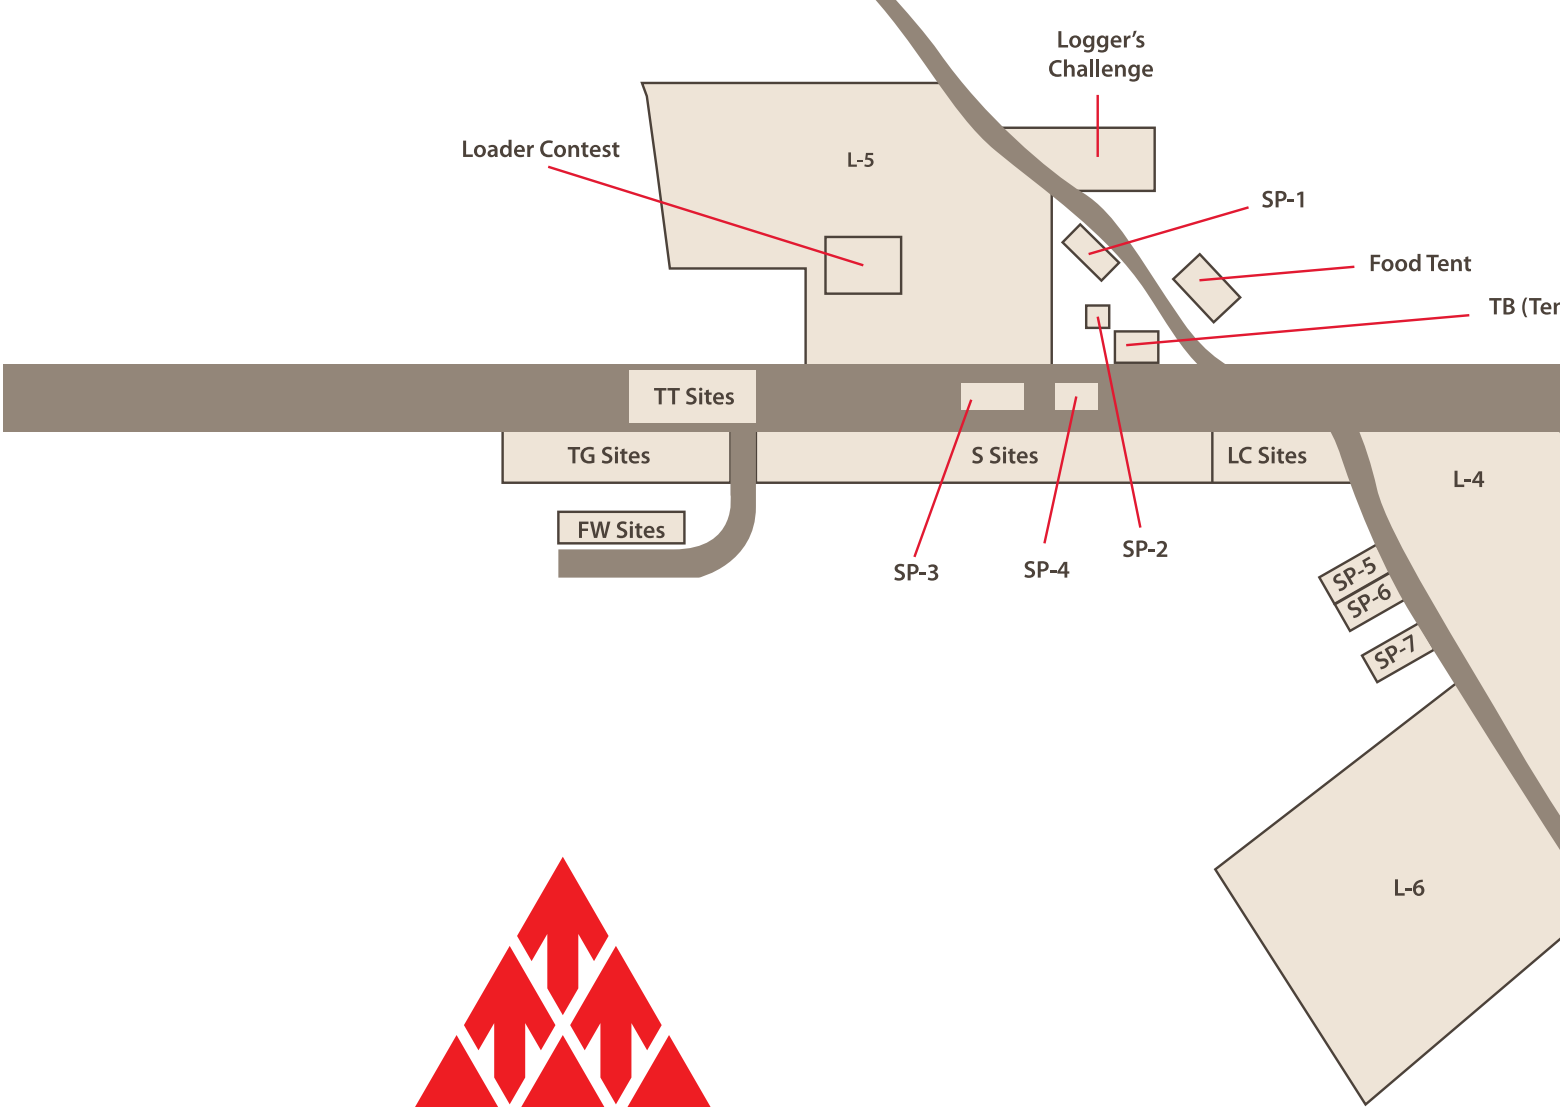 Logger’s
Challenge
Loader Contest
L-5
SP-1
Food Tent
TB
TT Sites
TG Sites
S Sites
LC Sites
L-4
FW Sites
SP-2
SP-3
SP-4
SP-5
SP-6
SP-7
L-6